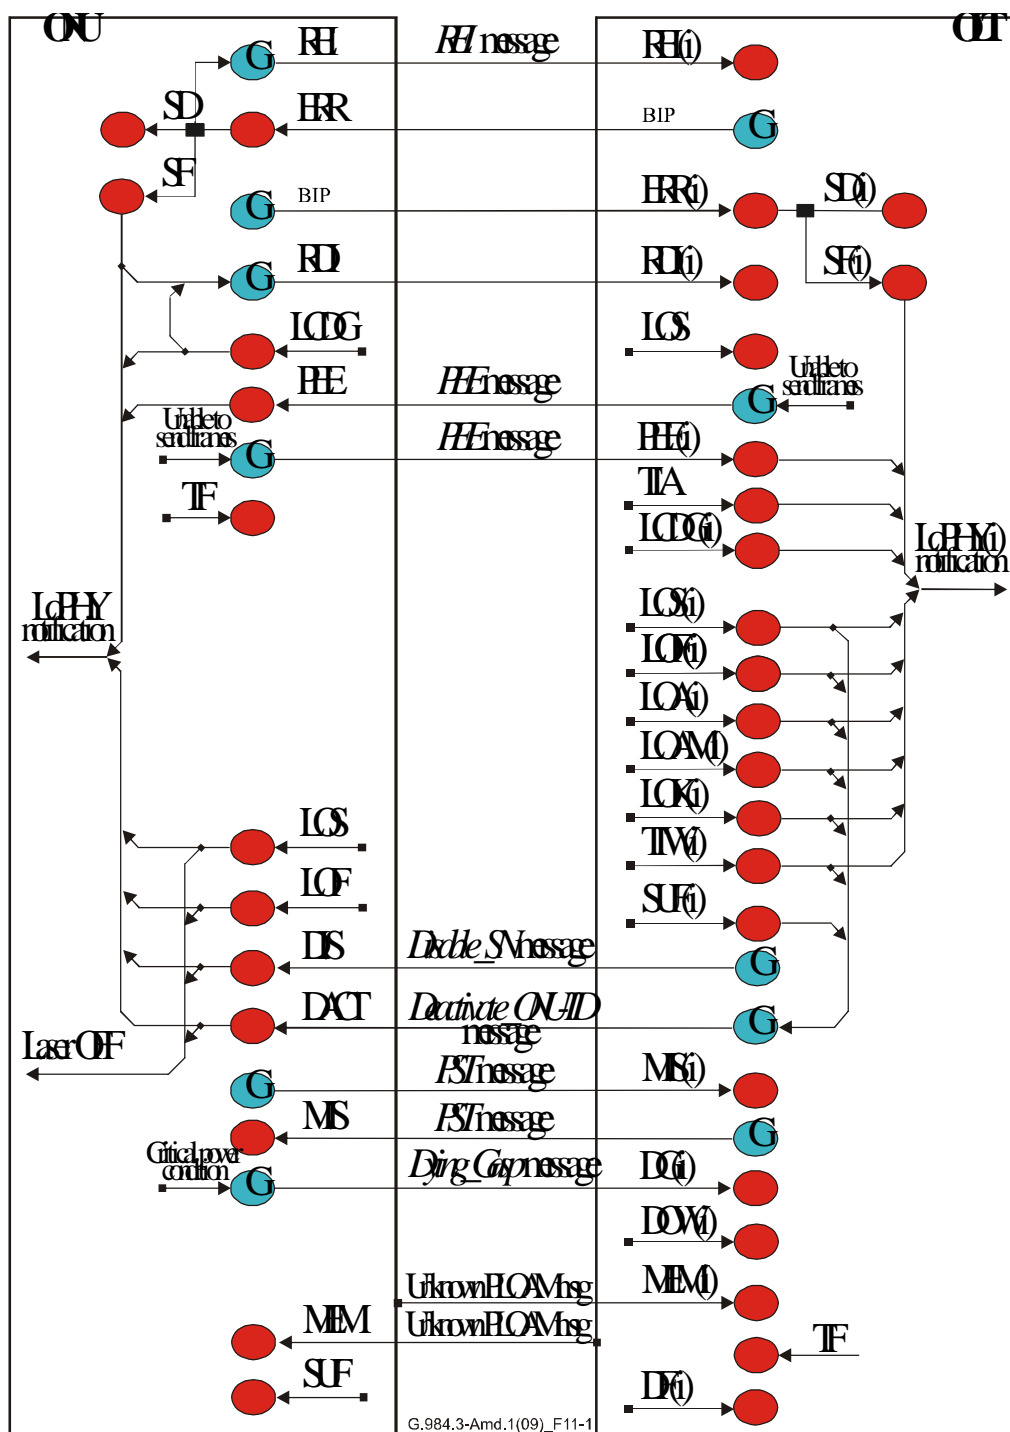 ONU
OLT
G
REI
REI message
REI(i)
SD
ERR
BIP
G
SF
G
BIP
ERR(i)
SD(i)
G
RDI
RDI(i)
SF(i)
LCDG
LOS
PEE
PEE message
G
Unable to
send frames
Unable to
send frames
G
PEE message
PEE(i)
TF
TIA
LCDG(i)
LcdPHY(i)
notification
LOS(i)
LcdPHY
notification
LOF(i)
LOA(i)
LOAM(i)
LOK(i)
LOS
TIW(i)
LOF
SUF(i)
DIS
Disable_SN message
G
DACT
Deactivate ONU-ID
message
G
Laser OFF
G
PST message
MIS(i)
MIS
PST message
G
Critical power
condition
G
Dying_Gasp message
DG(i)
DOW(i)
Unknown PLOAM msg
MEM(i)
MEM
Unknown PLOAM msg
TF
SUF
DF(i)
G.984.3-Amd.1(09)_F11-1